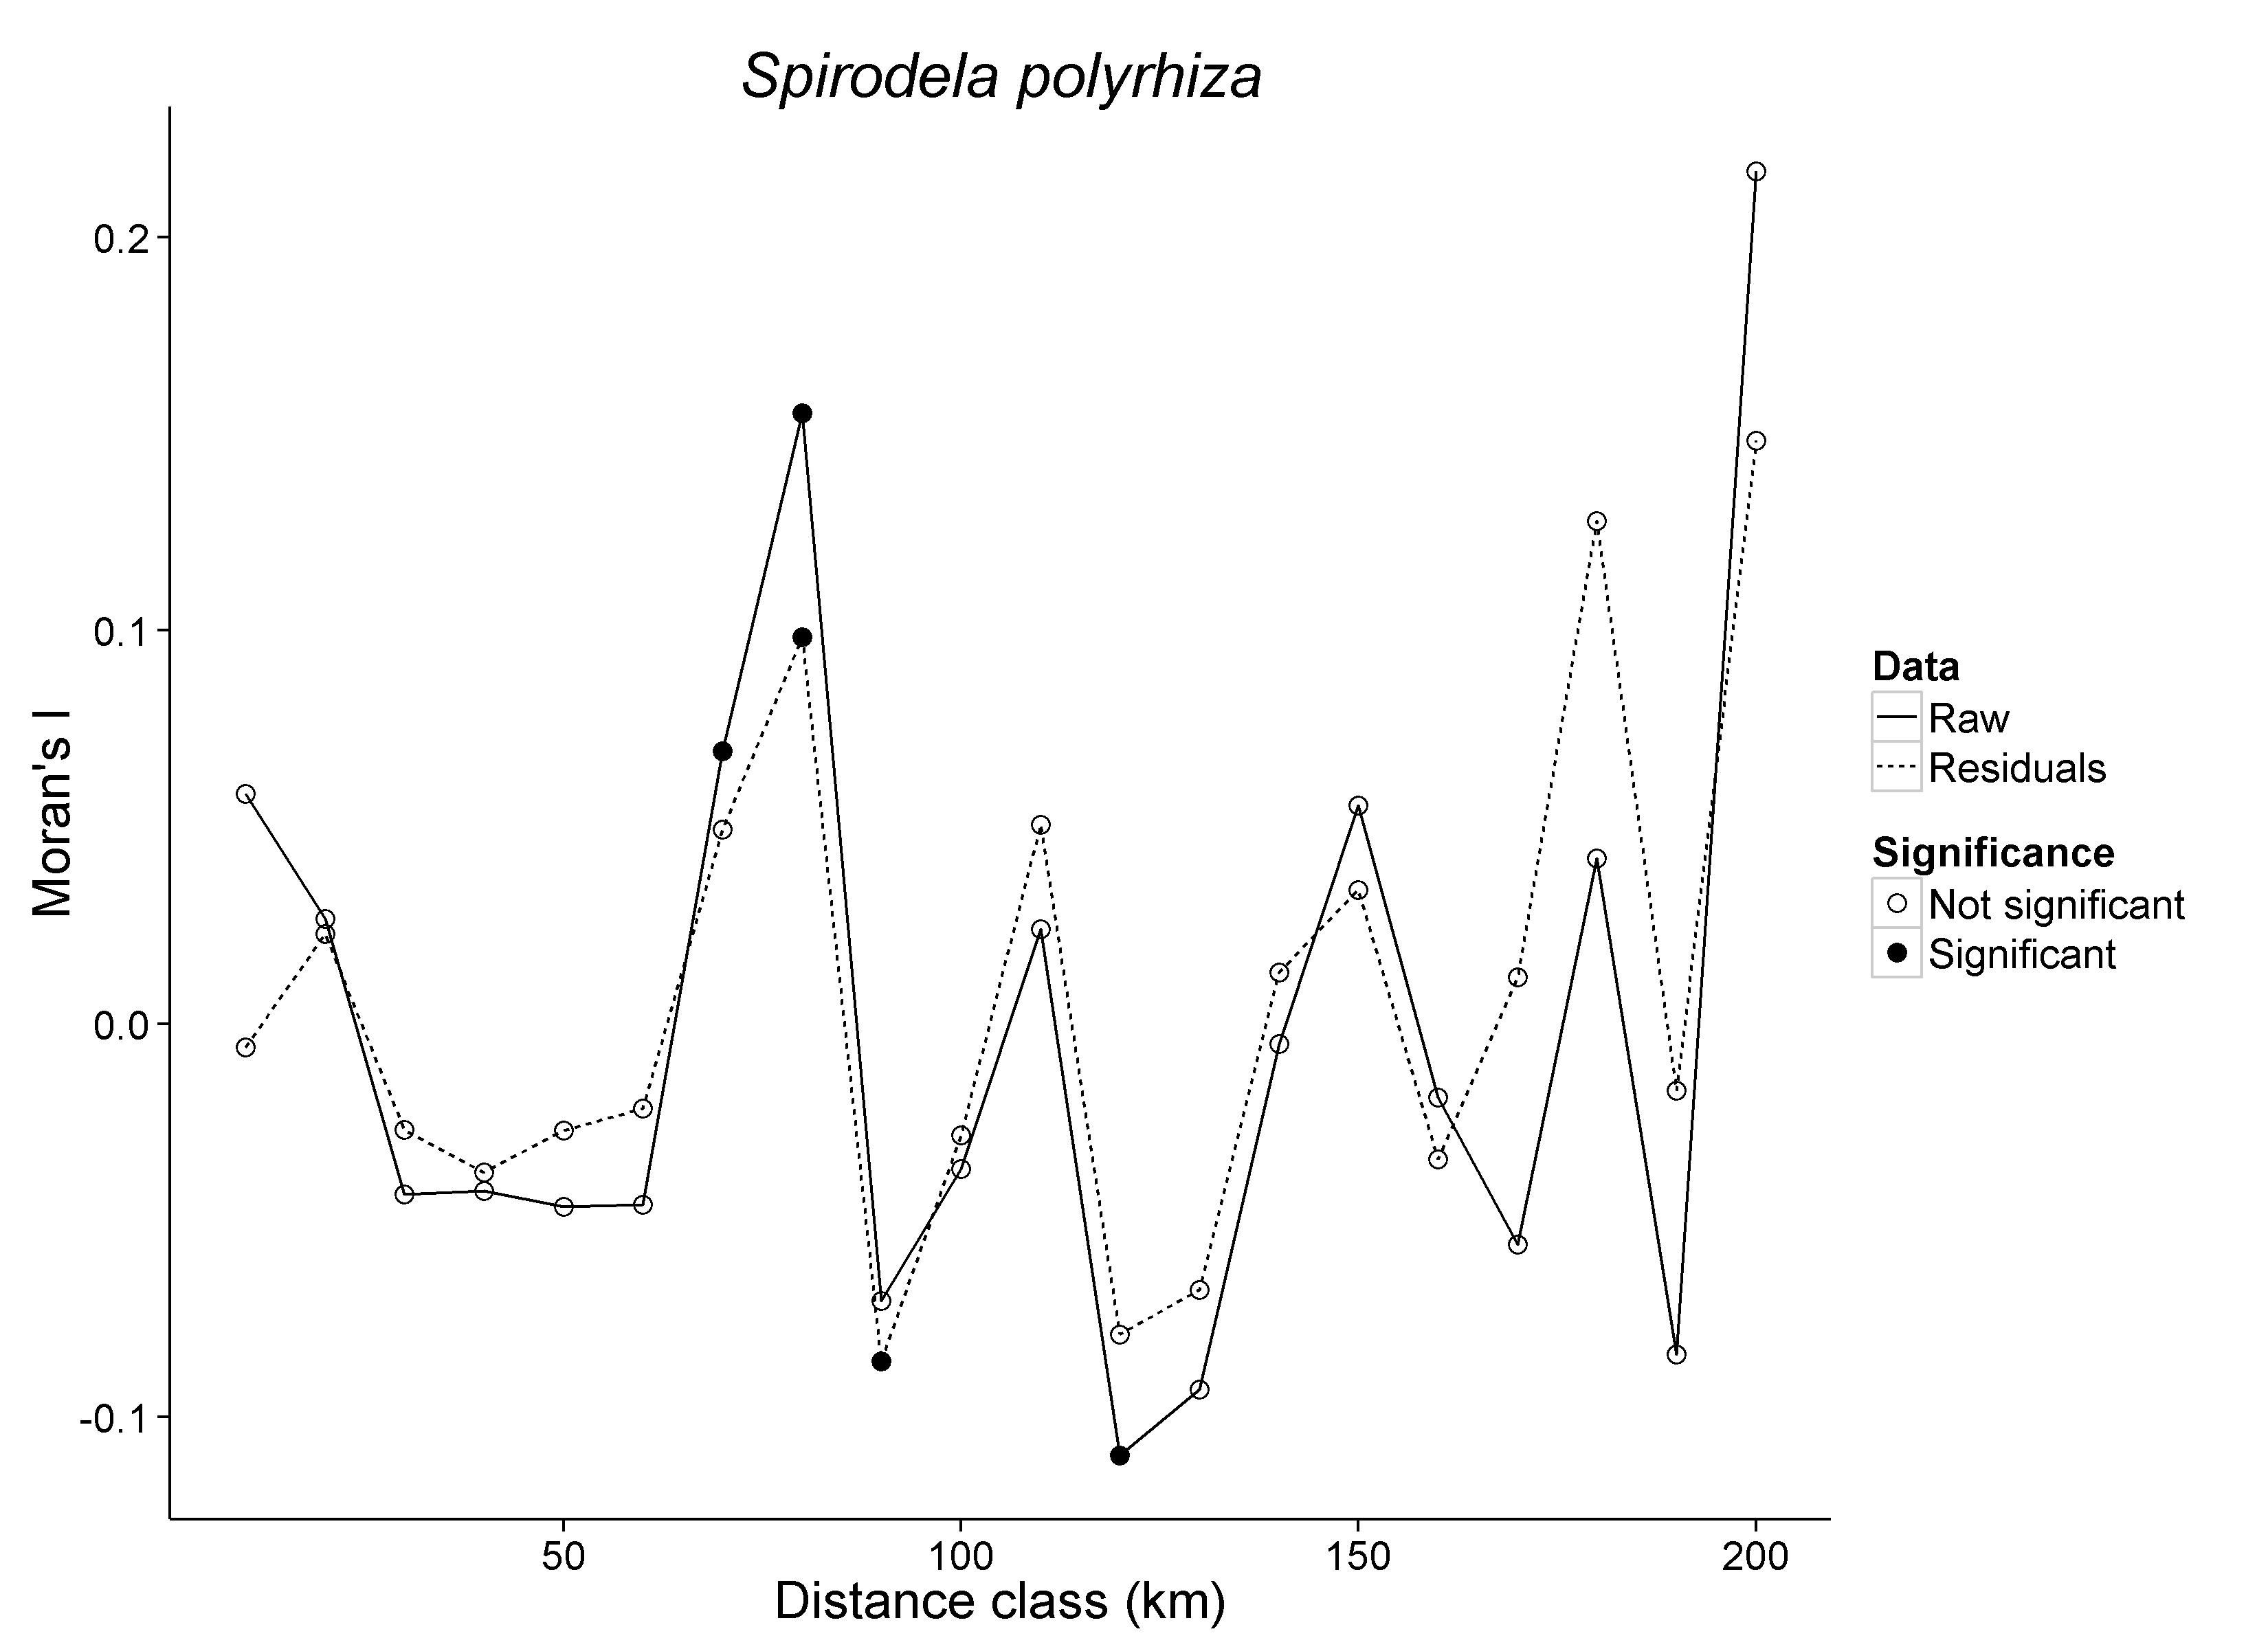 Spirodela polyrhiza
Moran's I
0.2
0.1
0.0
-0.1
50
100
150
200
Distance class (km)
Data
Raw
Residuals
Significance
Not significant
Significant